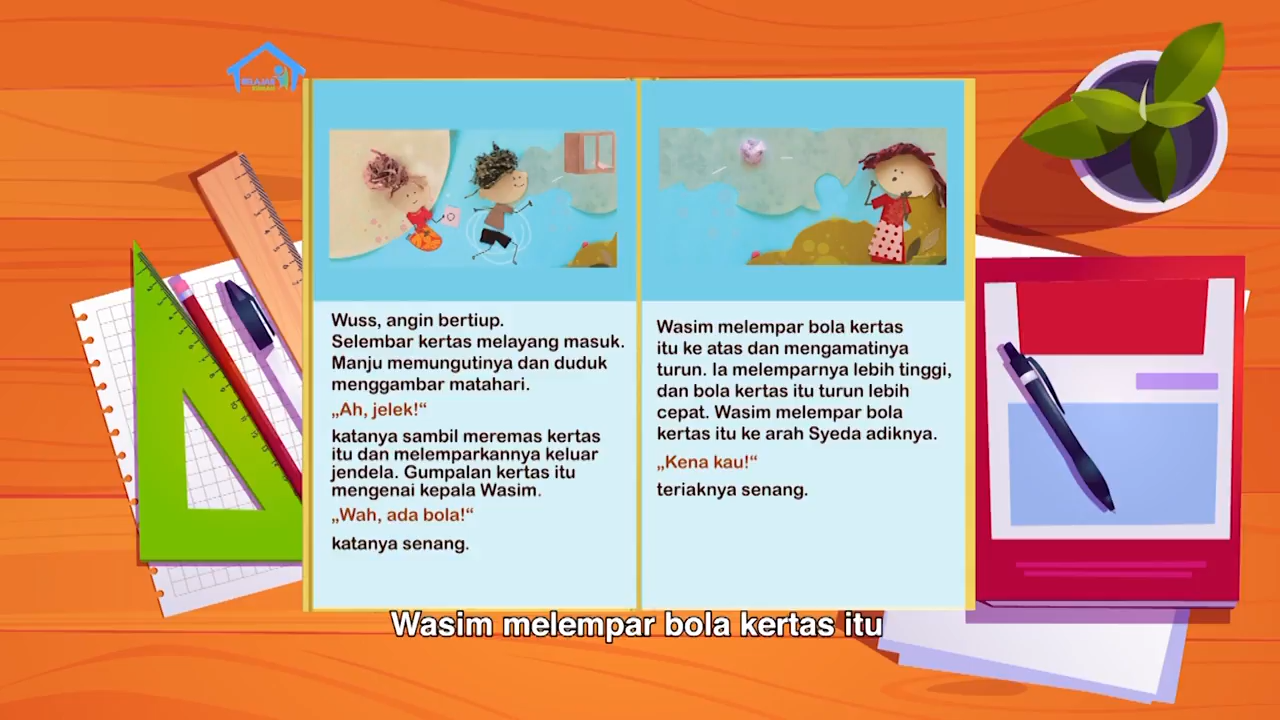 BELAJAR
RUMAH
Wuss, angin bertiup.
Selembar kertas melayang masuk.
Manju memungutinya dan duduk
menggambar matahari.
„Ah, jelek!“
katanya sambil meremas kertas
itu dan melemparkannya keluar
jendela. Gumpalan kertas itu
mengenai kepala Wasim.
„Wah, ada bola!“
katanya senang.
Wasim melempar bola kertas
itu ke atas dan mengamatinya
turun. Ia melemparnya lebih tinggi,
dan bola kertas itu turun lebih
cepat. Wasim melempar bola
kertas itu ke arah Syeda adiknya.
„Kena kau!“
teriaknya senang.
Wasim melempar bola kertas itu